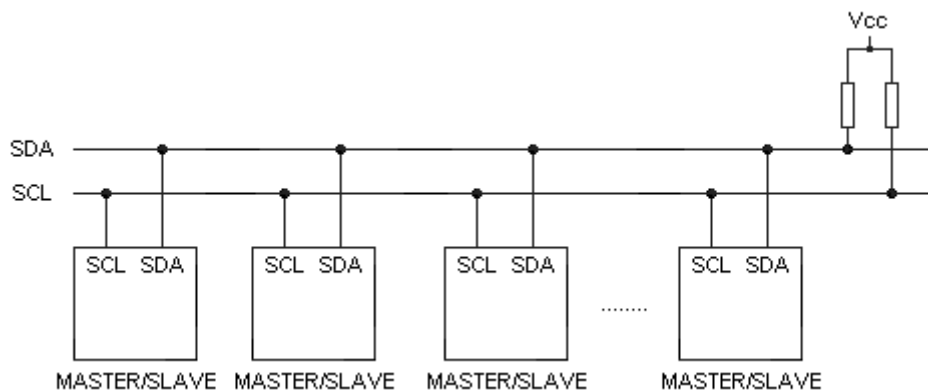 Vcc
SDA
SCL
SCL SDA
SCL SDA
SCL SDA
SCL SDA
........
MASTER/SLAVE
MASTER/SLAVE
MASTER/SLAVE
MASTER/SLAVE